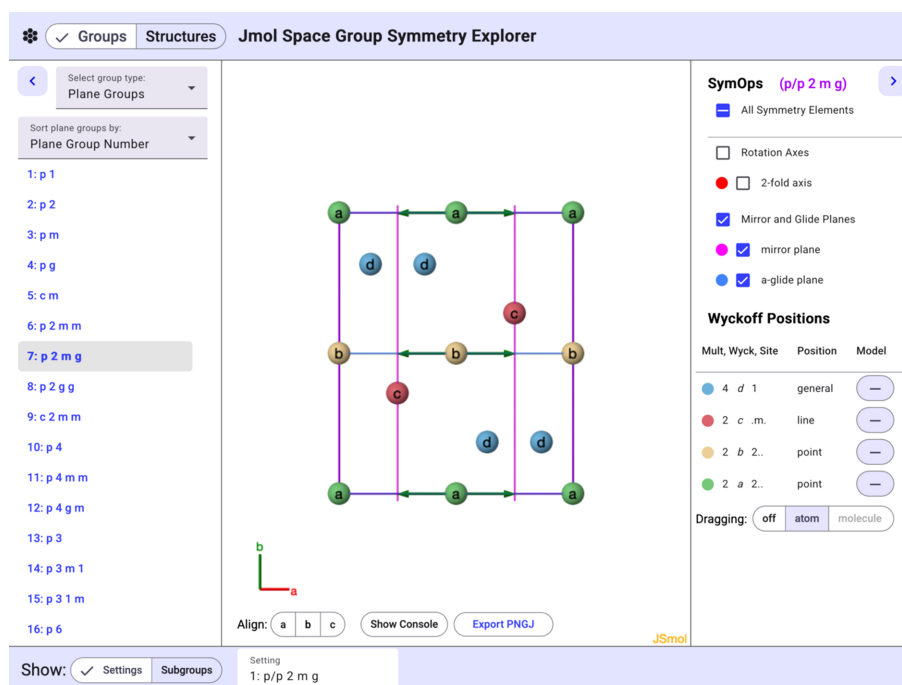 Groups Structures Jmol Space Group Symmetry Explorer
Select group type:
Plane Groups
Sort plane groups by:
Plane Group Number
1: p 1
2: p 2
3: p m
4: p g
5: c m
6: p 2 m m
7: p 2 m g
8: p 2 g g
9: c 2 m m
10: p 4
11: p 4 m m
12: p 4 g m
13: p 3
14: p 3 m 1
15: p 3 1 m
16: p 6
a a a
d d
c
b b b
c
d d
a a a
b
a
Align: a b c Show Console Export PNGJ
JSmol
SymOps (p/p 2 m g)
All Symmetry Elements
Rotation Axes
2-fold axis
Mirror and Glide Planes
mirror plane
a-glide plane
Wyckoff Positions
Mult, Wyck, Site Position Model
4 d 1 general
2 c .m. line
2 b 2.. point
2 a 2.. point
Dragging: off atom molecule
Show: Settings Subgroups
Setting
1: p/p 2 m g